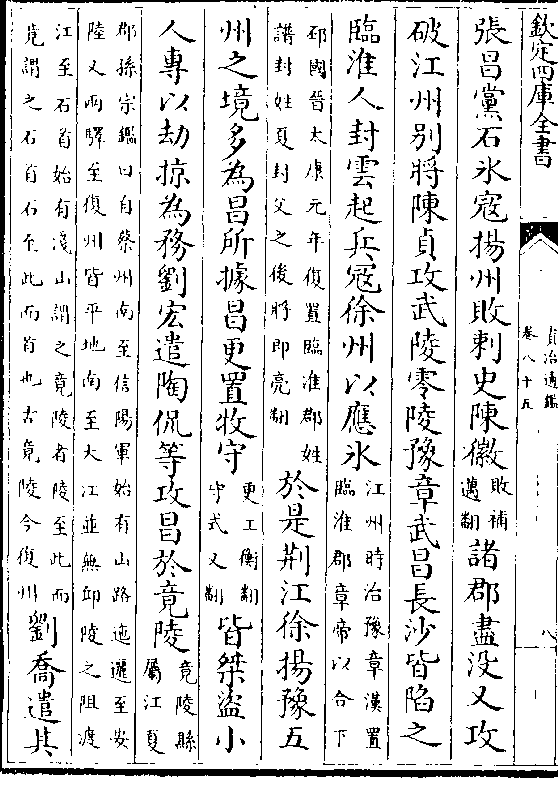 欽定四庫全書
資治通鑑
卷八十五
八
張昌黨石氷寇揚州敗刺史陳徽敗補邁翻諸郡盡没又攻
破江州别將陳貞攻武陵零陵豫章武昌長沙皆陷之
臨淮人封雲起兵寇徐州以應氷江州時治豫章漢置臨淮郡章帝以合下
邳國晉太康元年復置臨淮郡姓譜封姓夏封父之後將即亮翻於是荆江徐揚豫五
州之境多為昌所據昌更置牧守更工衡翻守式又翻皆桀盜小
人專以劫掠為務劉宏遣陶侃等攻昌於竟陵竟陵縣屬江夏
郡孫宗鑑曰自蔡州南至信陽軍始有山路迤邐至安陸又兩驛至復州皆平地南至大江並無邱陵之阻渡
江至石首始有淺山謂之竟陵者陵至此而竟謂之石首石至此而首也古竟陵今復州劉喬遣其